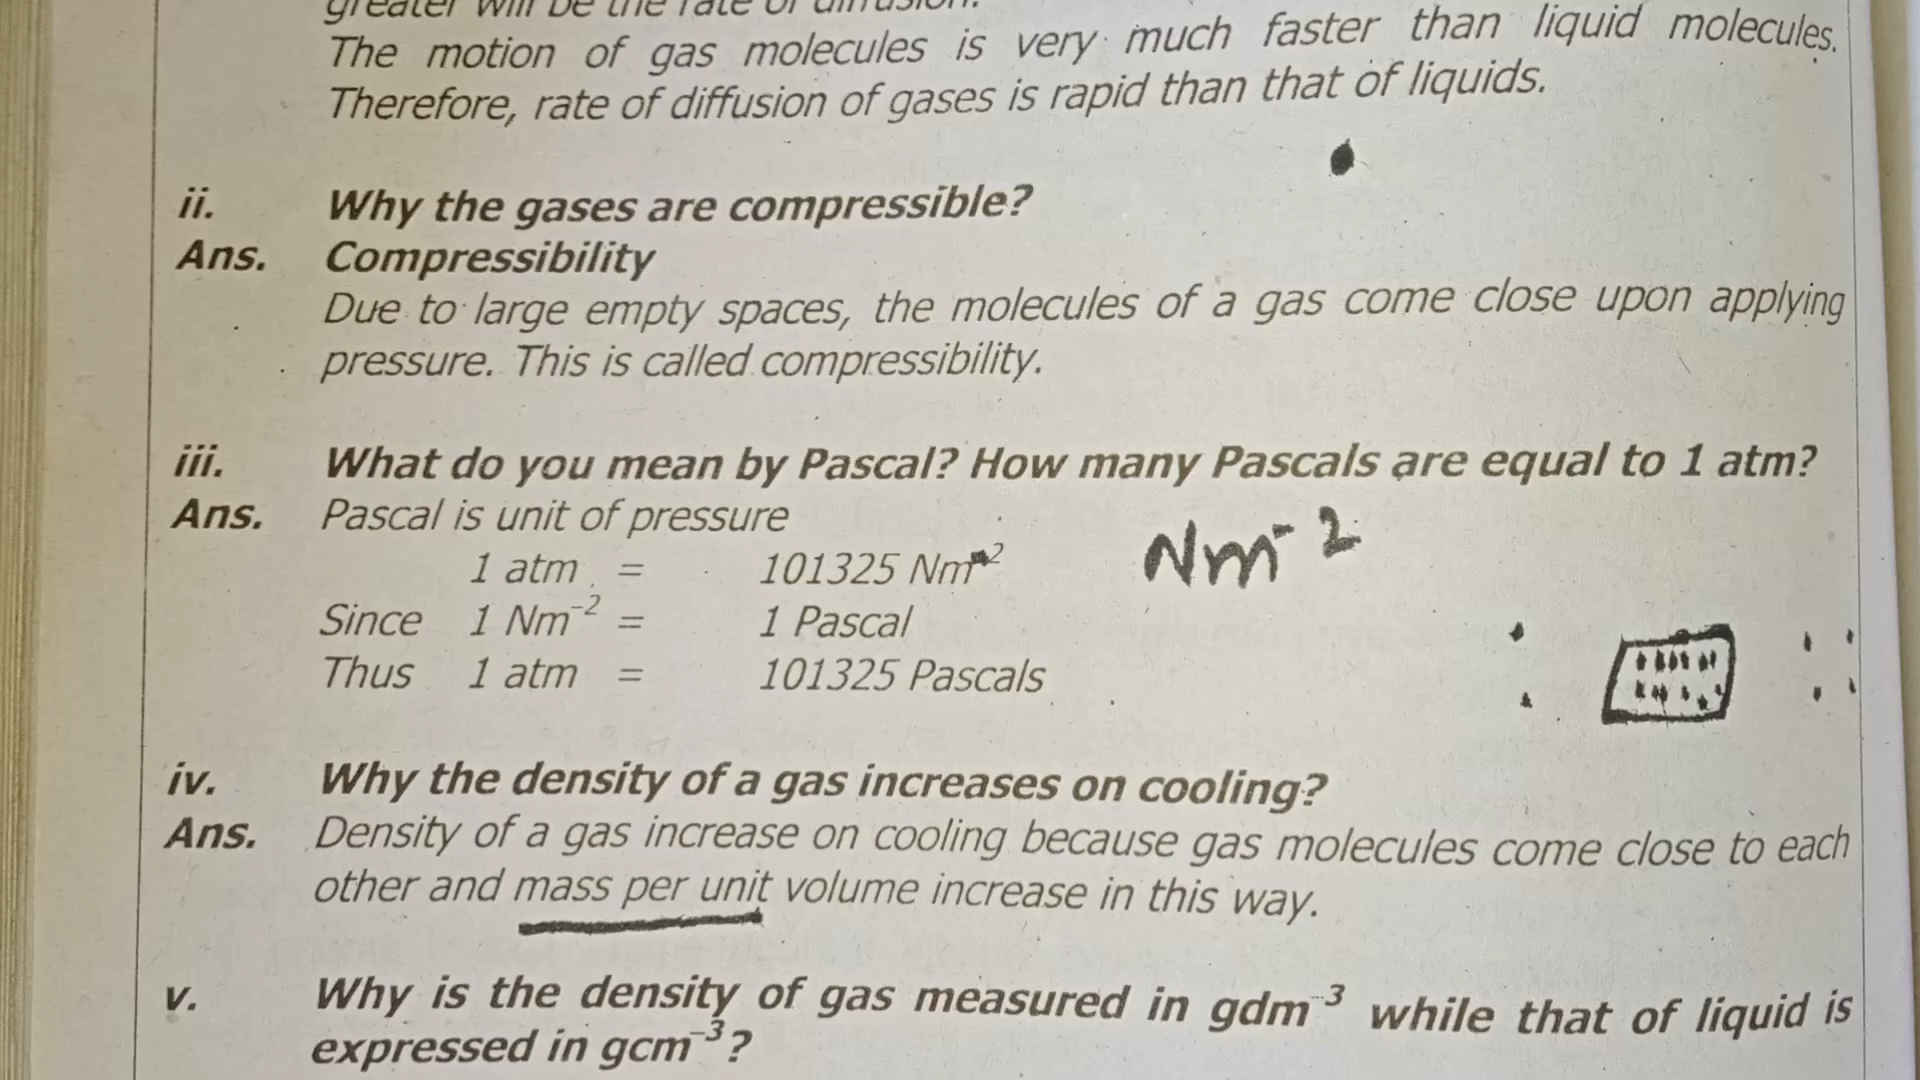 greater will be the rate of diffusion.
The motion of gas molecules is very much faster than liquid molecules.
Therefore, rate of diffusion of gases is rapid than that of liquids.
ii. Why the gases are compressible?
Ans. Compressibility
Due to large empty spaces, the molecules of a gas come close upon applying
pressure. This is called compressibility.
iii. What do you mean by Pascal? How many Pascals are equal to 1 atm?
Ans. Pascal is unit of pressure
1 atm = 101325 Nm⁻² Nm⁻²
Since 1 Nm⁻² = 1 Pascal
Thus 1 atm = 101325 Pascals
iv. Why the density of a gas increases on cooling?
Ans. Density of a gas increase on cooling because gas molecules come close to each
other and mass per unit volume increase in this way.
v. Why is the density of gas measured in gdm⁻³ while that of liquid is
expressed in gcm⁻³?